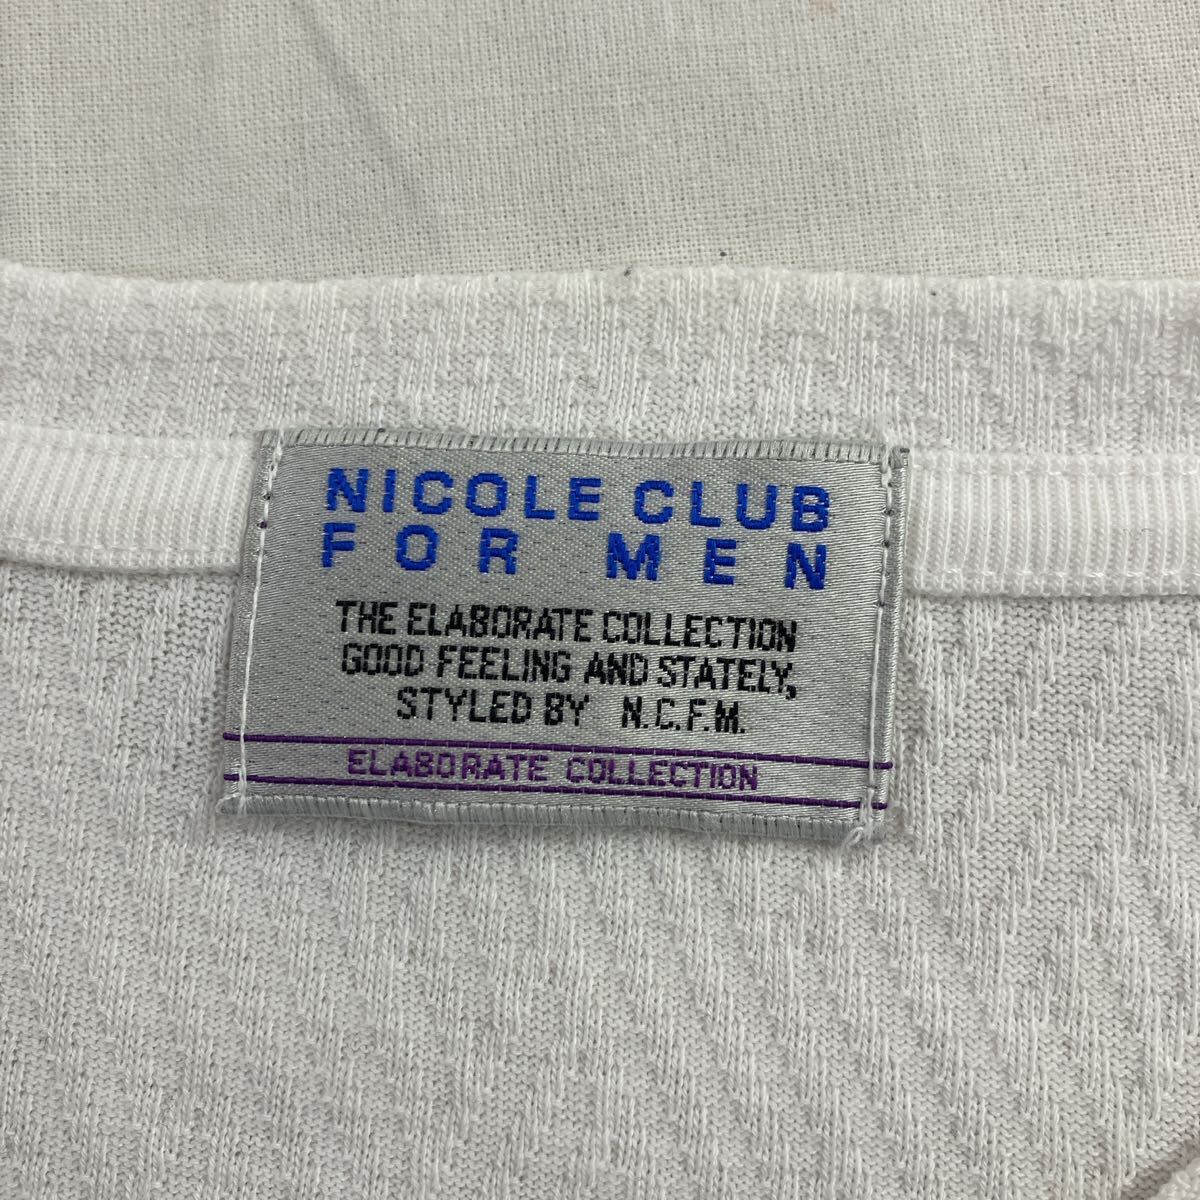 NICOLE CLUB
FOR MEN
THE ELABORATE COLLECTION
GOOD FEELING AND STATELY,
STYLED BY N.C.F.M.
ELABORATE COLLECTION